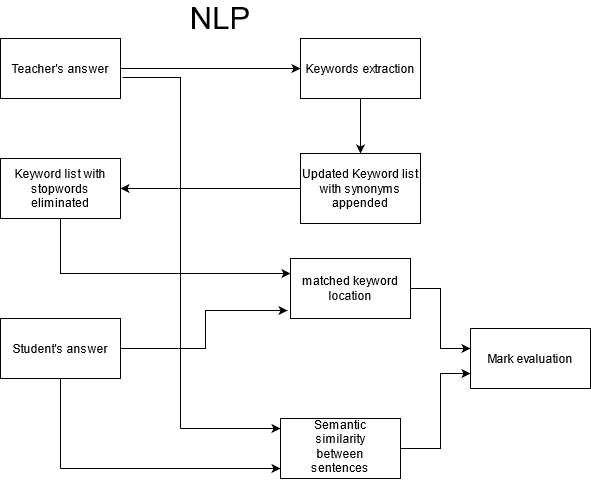 NLP
Teacher's answer
Keywords extraction
Keyword list with
stopwords
eliminated
Updated Keyword list
with synonyms
appended
matched keyword
location
Student's answer
Mark evaluation
Semantic
similarity
between
sentences